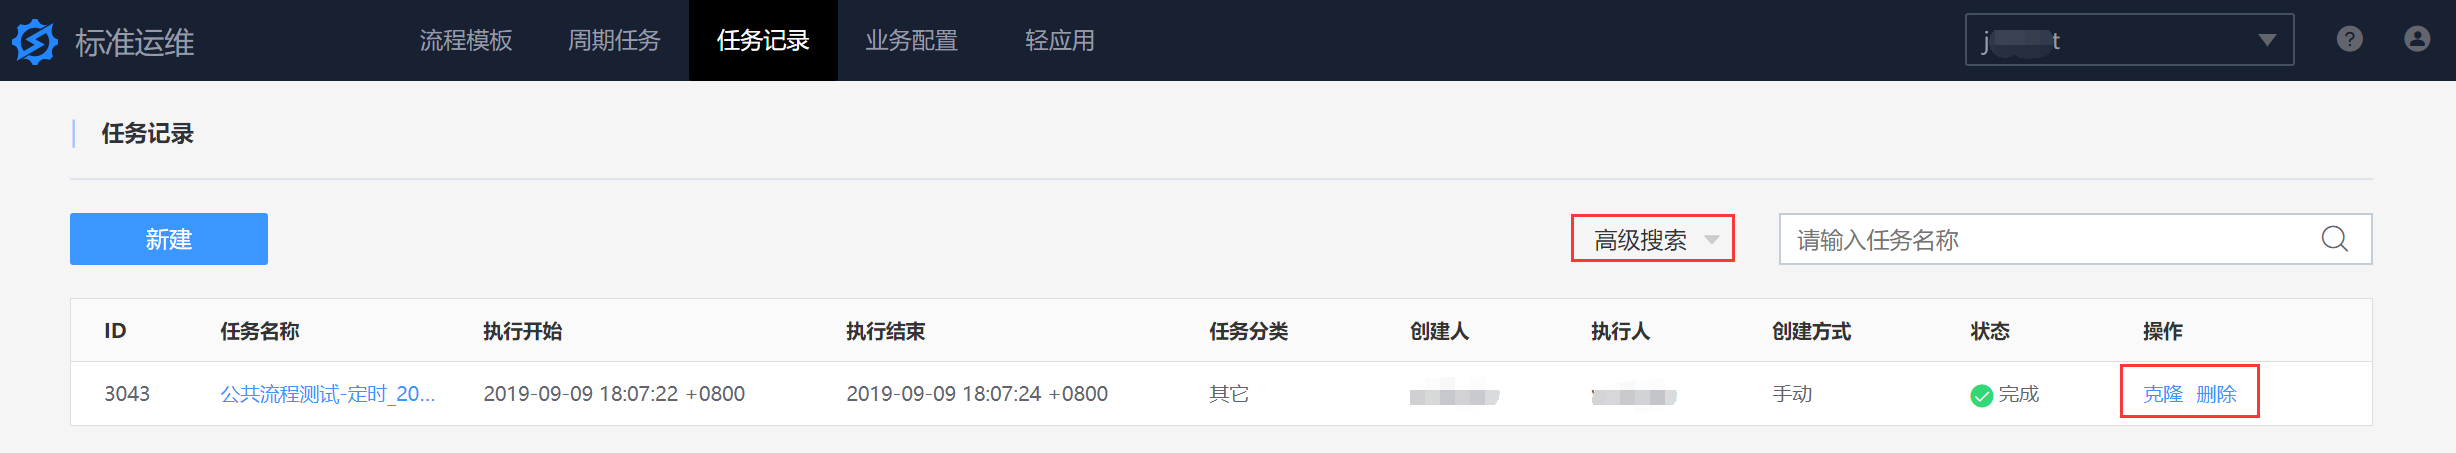 标准运维 流程模板 周期任务 任务记录 业务配置 轻应用 j t
任务记录
新建 高级搜索 请输入任务名称
ID 任务名称 执行开始 执行结束 任务分类 创建人 执行人 创建方式 状态 操作
3043 公共流程测试-定时_20... 2019-09-09 18:07:22 +0800 2019-09-09 18:07:24 +0800 其它 手动 完成 克隆 删除